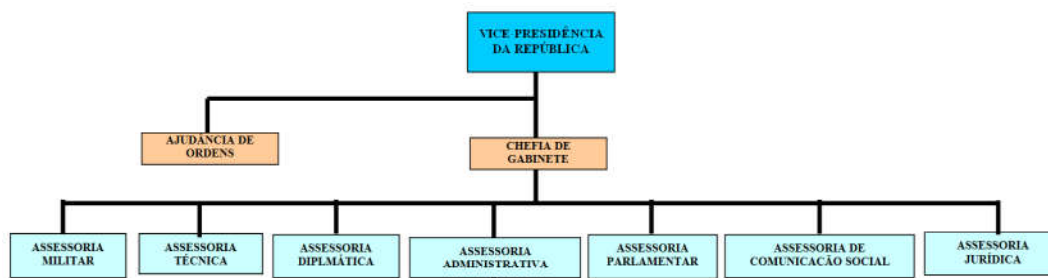 VICE-PRESIDÊNCIA
DA REPÚBLICA
AJUDÂNCIA DE
ORDENS
CHEFIA DE
GABINETE
ASSESSORIA
MILITAR
ASSESSORIA
TÉCNICA
ASSESSORIA
DIPLMÁTICA
ASSESSORIA
ADMINISTRATIVA
ASSESSORIA
PARLAMENTAR
ASSESSORIA DE
COMUNICACÃO SOCIAL
ASSESSORIA
JURÍDICA